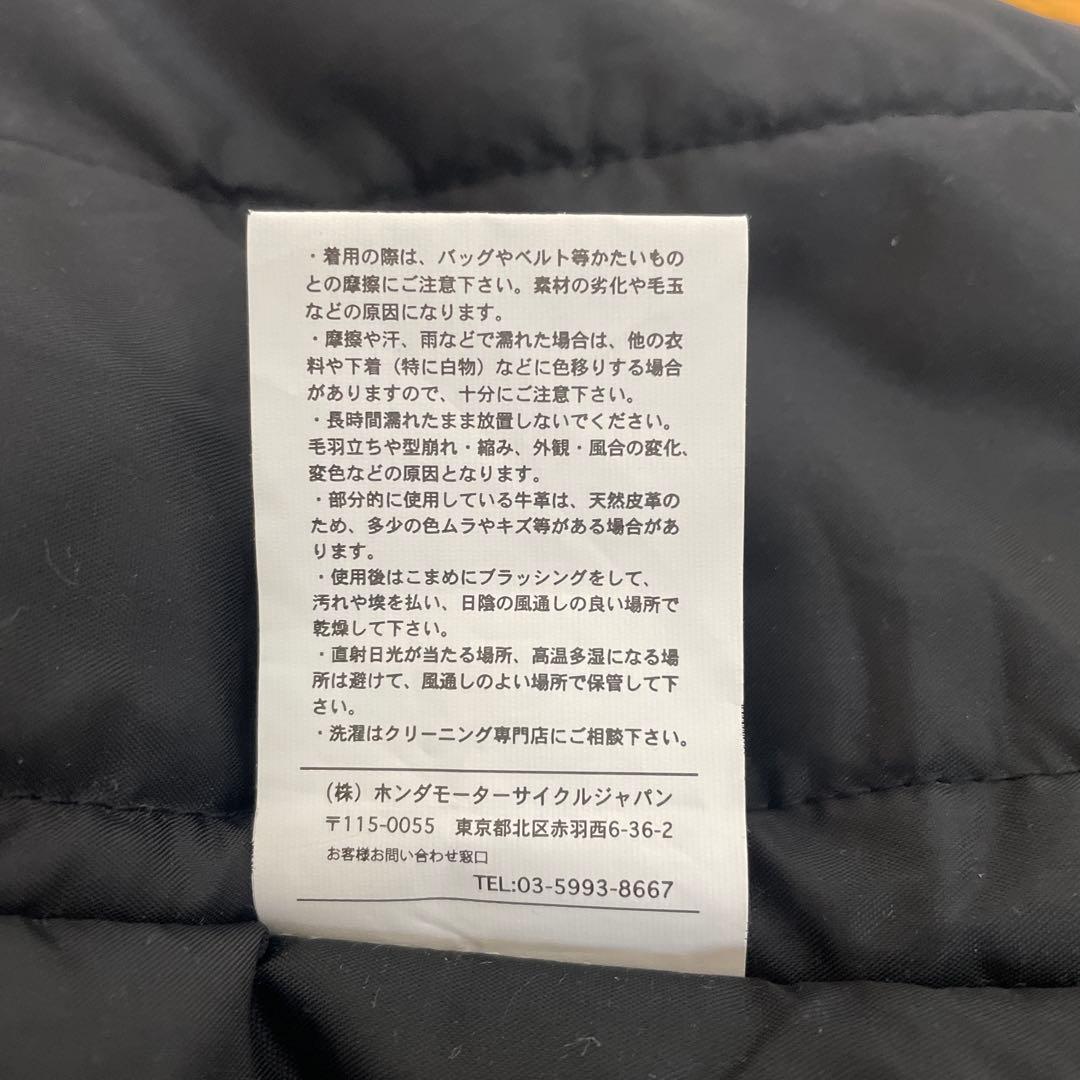 ・着用の際は、バッグやベルト等かたいもの
との摩擦にご注意下さい。素材の劣化や毛玉
などの原因になります。
・摩擦や汗、雨などで濡れた場合は、他の衣
料や下着（特に白物）などに色移りする場合
がありますので、十分にご注意下さい。
・長時間濡れたまま放置しないでください。
毛羽立ちや型崩れ・縮み、外観・風合の変化、
変色などの原因となります。
・部分的に使用している牛革は、天然皮革の
ため、多少の色ムラやキズ等がある場合があ
ります。
・使用後はこまめにブラッシングをして、
汚れや埃を払い、日陰の風通しの良い場所で
乾燥して下さい。
・直射日光が当たる場所、高温多湿になる場
所は避けて、風通しのよい場所で保管して下
さい。
・洗濯はクリーニング専門店にご相談下さい。
（株）ホンダモーターサイクルジャパン
〒115-0055　東京都北区赤羽西6-36-2
お客様お問い合わせ窓口
TEL:03-5993-8667